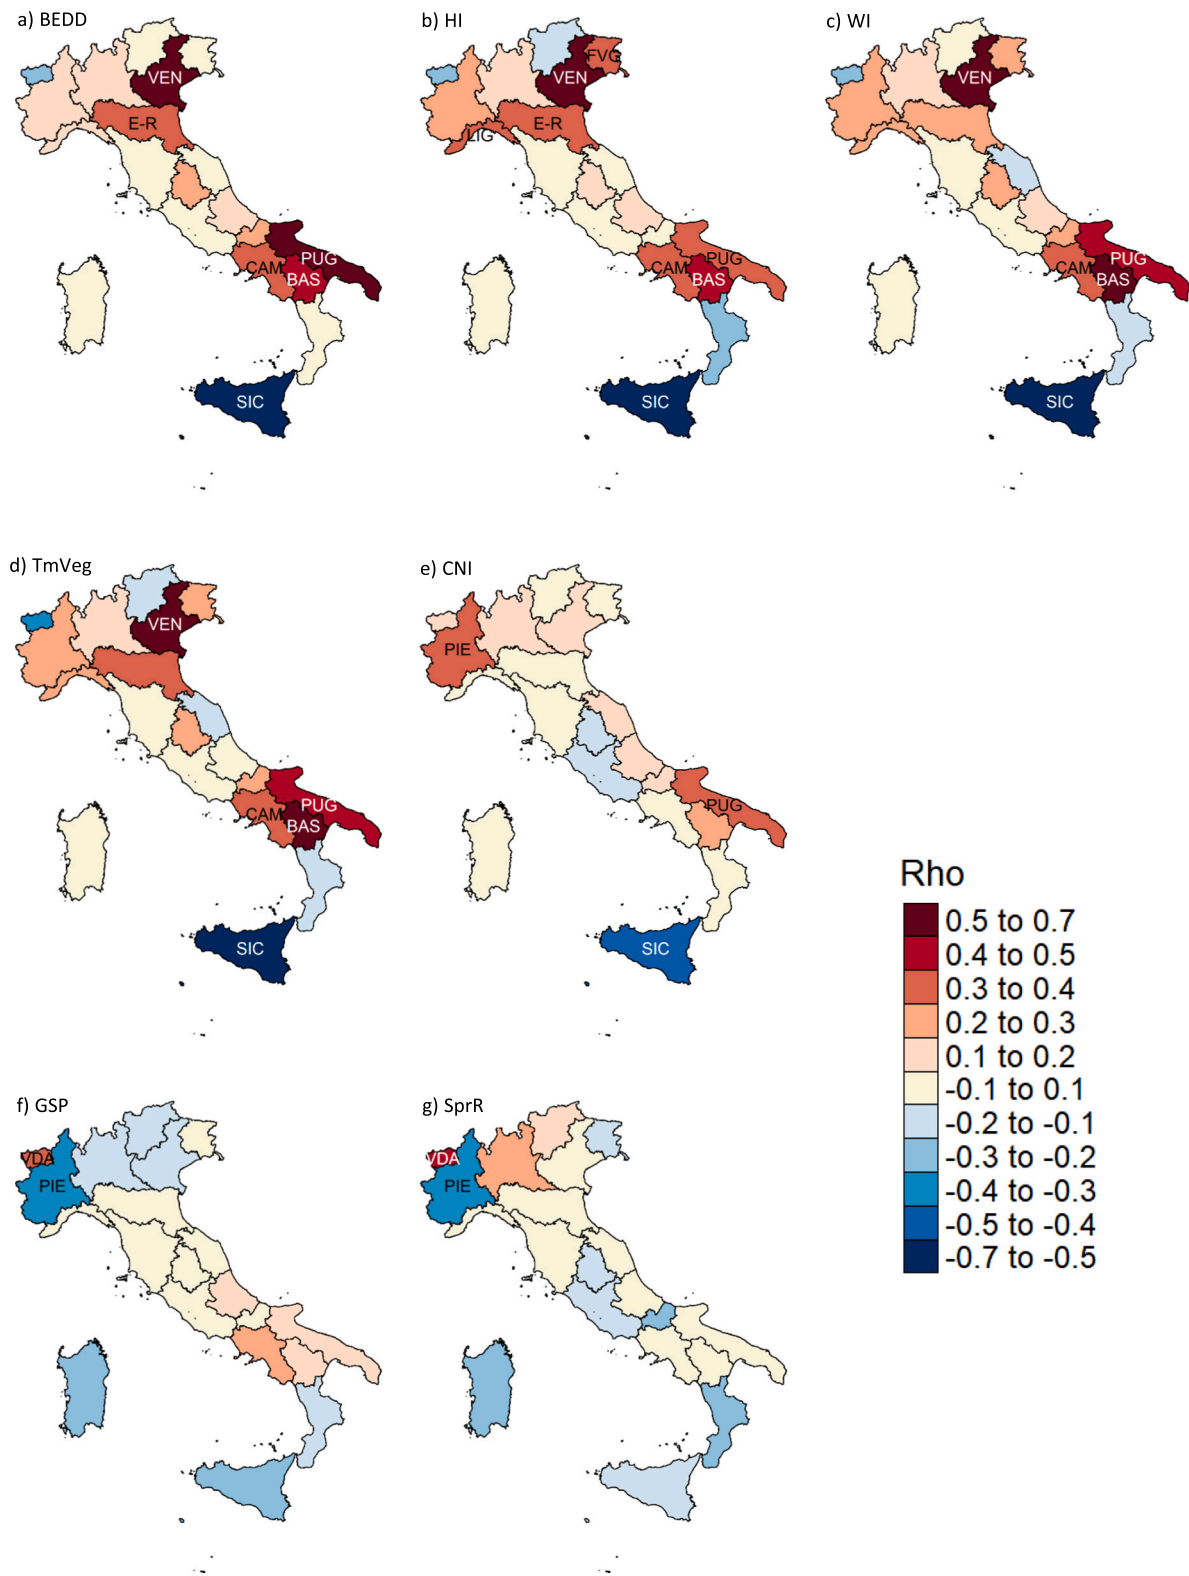 a) BEDD
b) HI
c) WI
VEN
E-R
CAM
PUG
BAS
SIC
FVG
VEN
E-R
LIG
CAM
PUG
BAS
SIC
VEN
CAM
PUG
BAS
SIC
d) TmVeg
e) CNI
VEN
CAM
PUG
BAS
SIC
PIE
PUG
SIC
Rho
0.5 to 0.7
0.4 to 0.5
0.3 to 0.4
0.2 to 0.3
0.1 to 0.2
-0.1 to 0.1
-0.2 to -0.1
-0.3 to -0.2
-0.4 to -0.3
-0.5 to -0.4
-0.7 to -0.5
f) GSP
g) SprR
VDA
PIE
VDA
PIE